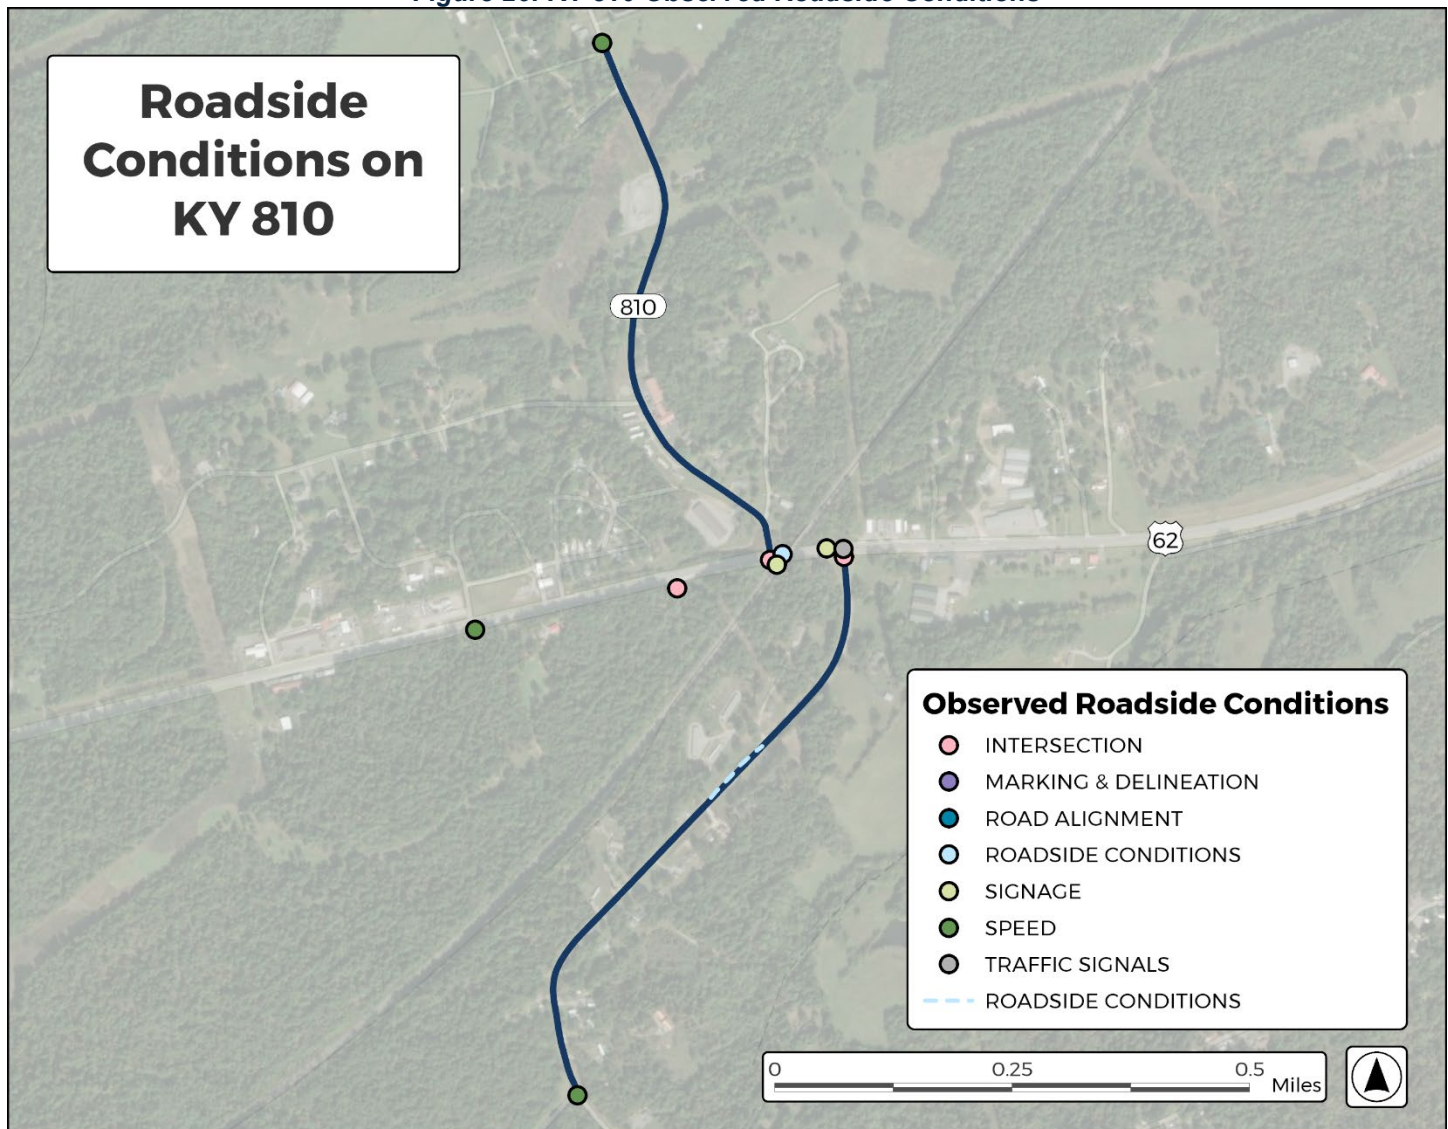 Roadside
Conditions on
KY 810
810
62
Observed Roadside Conditions
INTERSECTION
MARKING & DELINEATION
ROAD ALIGNMENT
ROADSIDE CONDITIONS
SIGNAGE
SPEED
TRAFFIC SIGNALS
ROADSIDE CONDITIONS
0 0.25 0.5
Miles